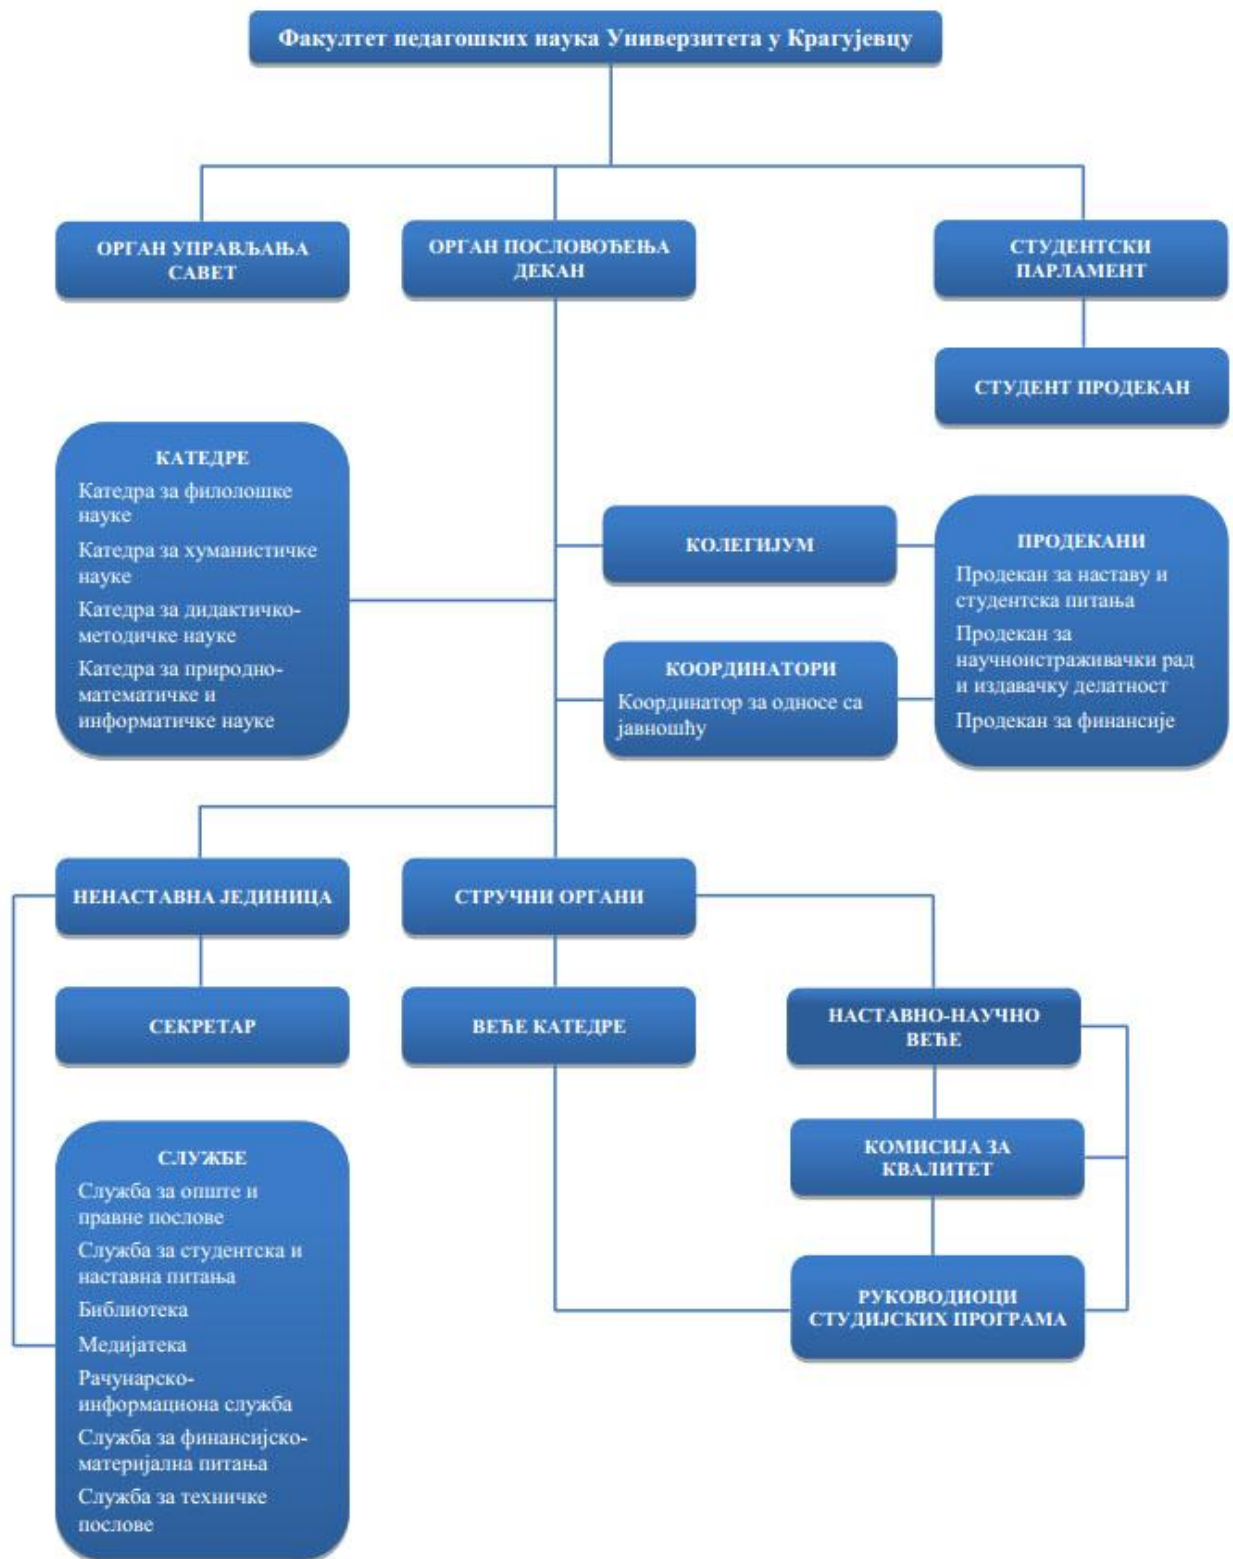 Факултет педагошких наука Универзитета у Крагујевцу
ОРГАН УПРАВЉАЊА
САВЕТ
ОРГАН ПОСЛОВОЂЕЊА
ДЕКАН
СТУДЕНТСКИ
ПАРЛАМЕНТ
СТУДЕНТ ПРОДЕКАН
КАТЕДРЕ
Катедра за филолошке
науке
Катедра за хуманистичке
науке
Катедра за дидактичко-
методичке науке
Катедра за природно-
математичке и
информатичке науке
КОЛЕГИЈУМ
ПРОДЕКАНИ
Продекан за наставу и
студентска питања
Продекан за
научноистраживачки рад
и издавачку делатност
Продекан за финансије
КООРДИНАТОРИ
Координатор за односе са
јавношћу
НЕНАСТАВНА ЈЕДИНИЦА
СТРУЧНИ ОРГАНИ
СЕКРЕТАР
ВЕЋЕ КАТЕДРЕ
НАСТАВНО-НАУЧНО
ВЕЋЕ
КОМИСИЈА ЗА
КВАЛИТЕТ
РУКОВОДИОЦИ
СТУДИЈСКИХ ПРОГРАМА
СЛУЖБЕ
Служба за опште и
правне послове
Служба за студентска и
наставна питања
Библиотека
Медијатека
Рачунарско-
информациона служба
Служба за финансијско-
материјална питања
Служба за техничке
послове